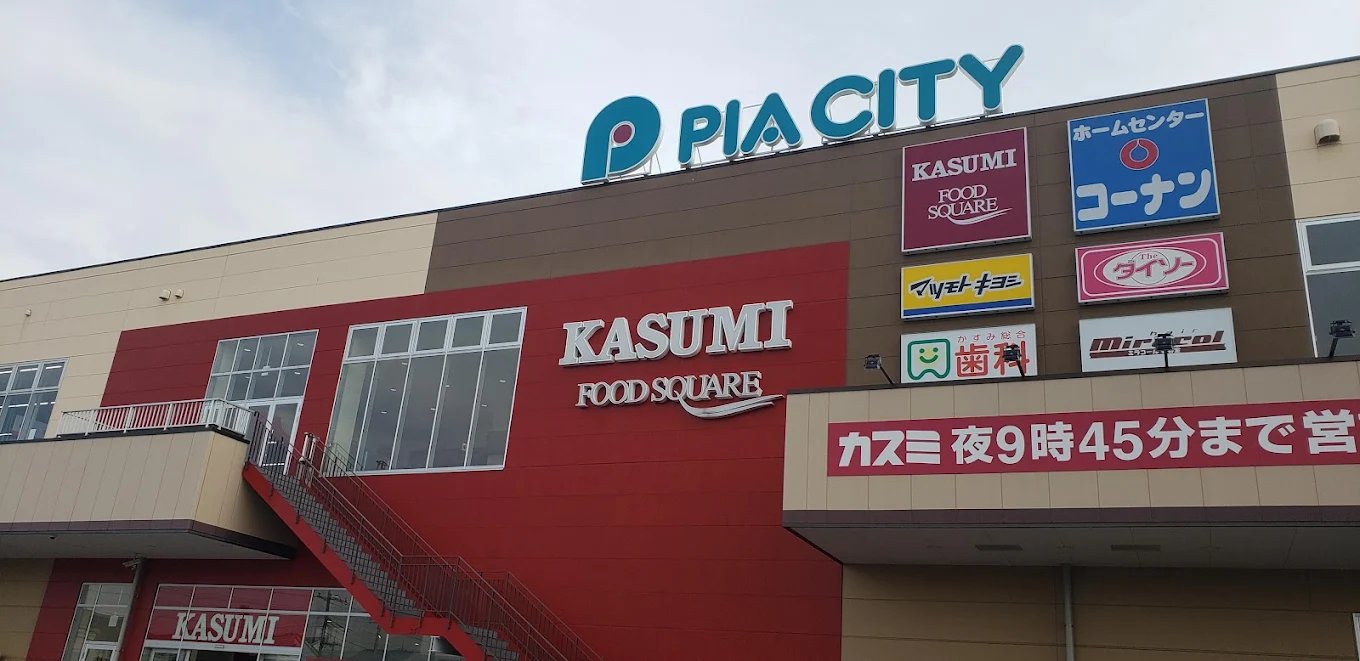 PIA CITY
KASUMI
FOOD
SQUARE
ホームセンター
コーナン
マツモトキヨシ
The
ダイソー
かすみ総合
歯科
hair
KASUMI
FOOD SQUARE
カスミ 夜9時45分まで営
KASUMI